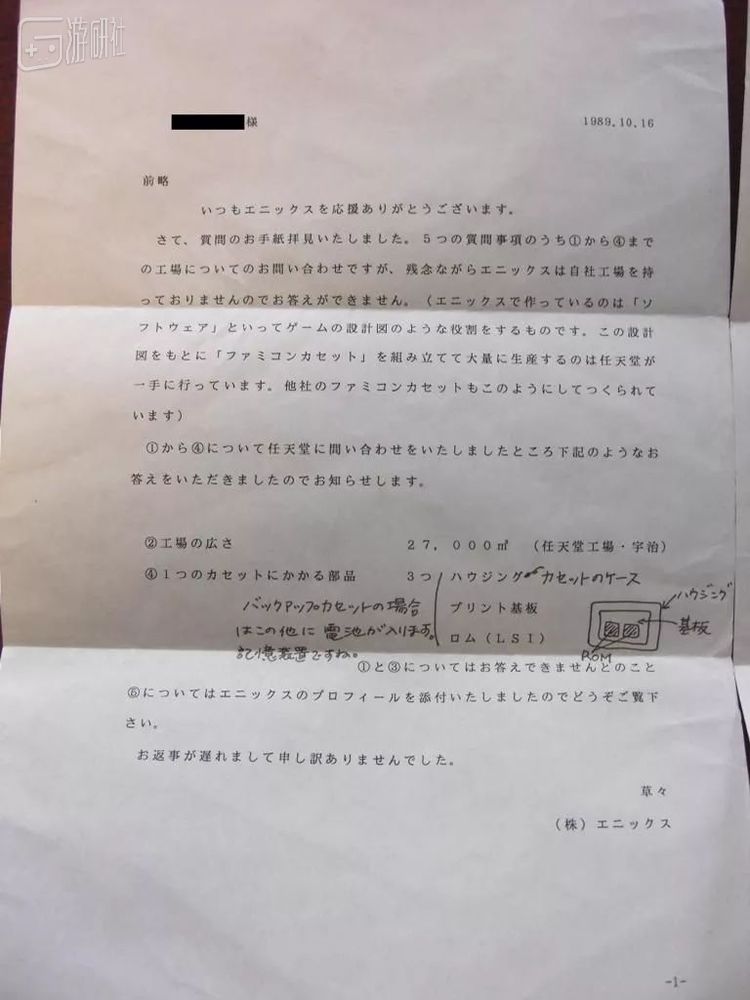 游研社
様
1989.10.16
前略
いつもエニックスを応援ありがとうございます。
さて、質問のお手紙拝見いたしました。5つの質問事項のうち①から④まで
の工場についてのお問い合わせですが、残念ながらエニックスは自社工場を持
っておりませんのでお答えができません。(エニックスで作っているのは「ソ
フトウェア」といってゲームの設計図のような役割をするものです。この設計
図をもとに「ファミコンカセット」を組み立てて大量に生産するのは任天堂が
一手に行っています。他社のファミコンカセットもこのようにしてつくられて
います)
①から④について任天堂に問い合わせをいたしましたところ下記のようなお
答えをいただきましたのでお知らせします。
②工場の広さ 27,000㎡ (任天堂工場・宇治)
④1つのカセットにかかる部品 3つ ハウジング カセットのケース
バックアップカセットの場合 プリント基板
はこの他に電池が入ります。 ロム(LSI)
記憶装置ですね。
ハウジング
基板
ROM
①と③についてはお答えできませんとのこと
⑤についてはエニックスのプロフィールを添付いたしましたのでどうぞご覧下
さい。
お返事が遅れまして申し訳ありませんでした。
草々
(株)エニックス
-1-